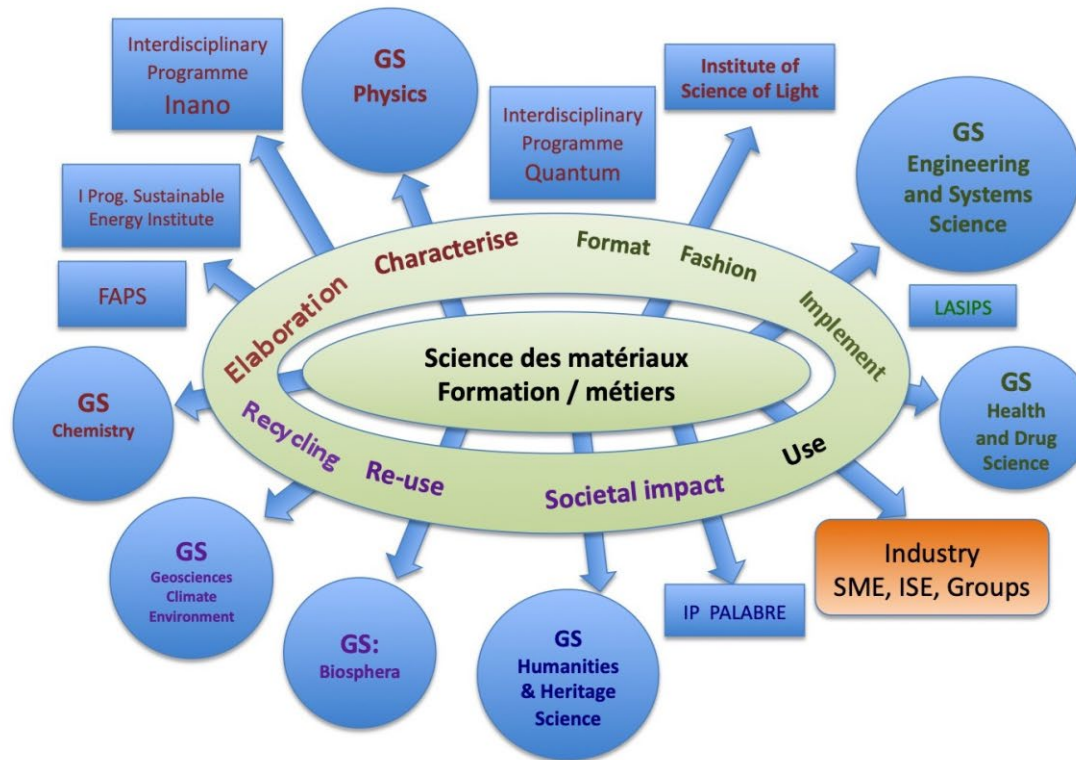 Interdisciplinary
Programme
Inano
GS
Physics
Interdisciplinary
Programme
Quantum
Institute of
Science of Light
GS
Engineering
and Systems
Science
I Prog. Sustainable
Energy Institute
FAPS
LASIPS
Elaboration
Characterise
Format
Fashion
Implement
Science des matériaux
Formation / métiers
GS
Chemistry
GS
Health
and Drug
Science
Recycling
Re-use
Societal impact
Use
GS
Geosciences
Climate
Environment
GS:
Biosphera
GS
Humanities
& Heritage
Science
IP PALABRE
Industry
SME, ISE, Groups